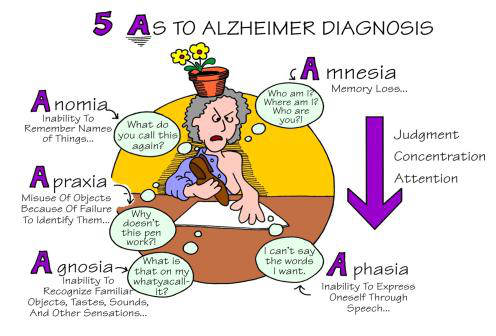 5 As TO ALZHEIMER DIAGNOSIS
Anomia
Inability To
Remember Names
of Things...
What do
you call this
again?
Amnesia
Memory Loss...
Who am I?
Where am I?
Who are
you?!
Judgment
Concentration
Attention
Apraxia
Misuse Of Objects
Because Of Failure
To Identify Them...
Why
doesn't
this pen
work?!
Agnosia
Inability To
Recognize Familiar
Objects, Tastes, Sounds,
And Other Sensations...
What is
that on my
whatyacall-
it?
I can't say
the words
I want.
Aphasia
Inability To Express
Oneself Through
Speech...